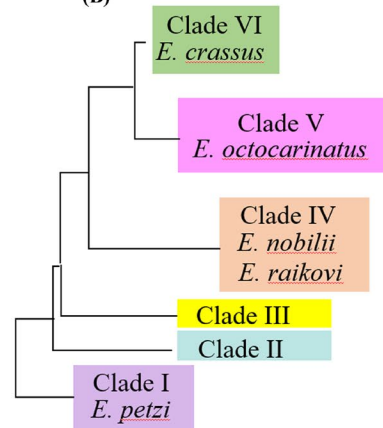 (B)
Clade VI
E. crassus
Clade V
E. octocarinatus
Clade IV
E. nobilii
E. raikovi
Clade III
Clade II
Clade I
E. petzi